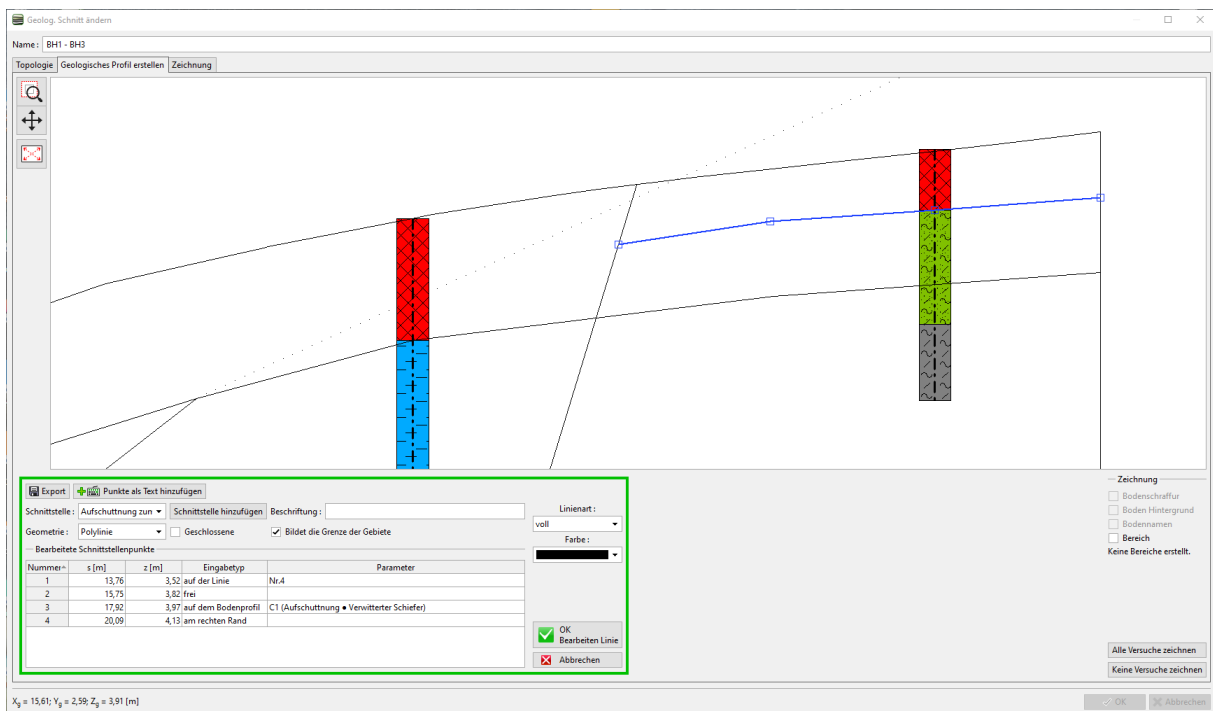 Geolog. Schnitt ändern
Name : BH1 - BH3
Topologie Geologisches Profil erstellen Zeichnung
Export Punkte als Text hinzufügen
Schnittstelle : Aufschuttnung zun Schnittstelle hinzufügen Beschriftung :
Geometrie : Polylinie Geschlossene Bildet die Grenze der Gebiete
Bearbeitete Schnittstellenpunkte
Nummer s [m] z [m] Eingabetyp Parameter
1 13,76 3,52 auf der Linie Nr.4
2 15,75 3,82 frei
3 17,92 3,97 auf dem Bodenprofil C1 (Aufschuttnung ● Verwitterter Schiefer)
4 20,09 4,13 am rechten Rand
Linienart :
voll
Farbe :
OK
Bearbeiten Linie
Abbrechen
Zeichnung
Bodenschraffur
Boden Hintergrund
Bodennamen
Bereich
Keine Bereiche erstellt.
Alle Versuche zeichnen
Keine Versuche zeichnen
Xg = 15,61; Yg = 2,59; Zg = 3,91 [m]
OK Abbrechen